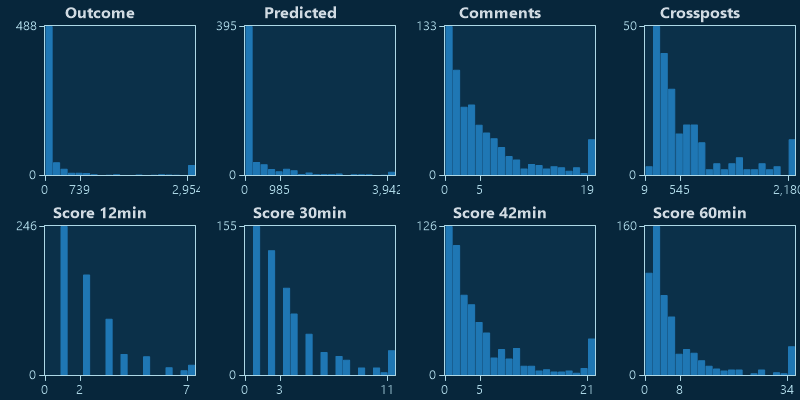 Outcome
488
0
0 739 2,954
Predicted
395
0
0 985 3,942
Comments
133
0
0 5 19
Crossposts
50
0
9 545 2,180
Score 12min
246
0
0 2 7
Score 30min
155
0
0 3 11
Score 42min
126
0
0 5 21
Score 60min
160
0
0 8 34